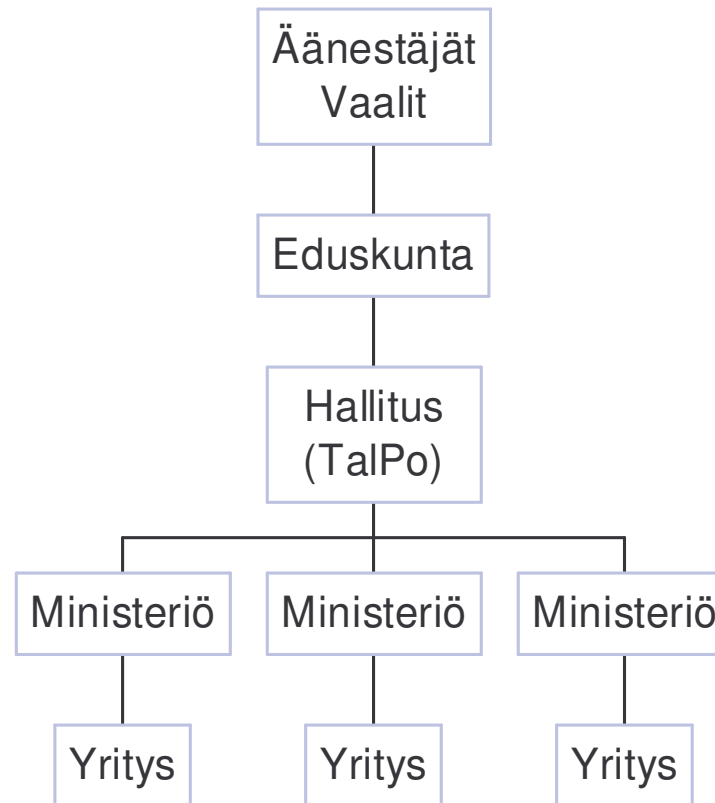 Äänestäjät
Vaalit
Eduskunta
Hallitus
(TalPo)
Ministeriö Ministeriö Ministeriö
Yritys Yritys Yritys